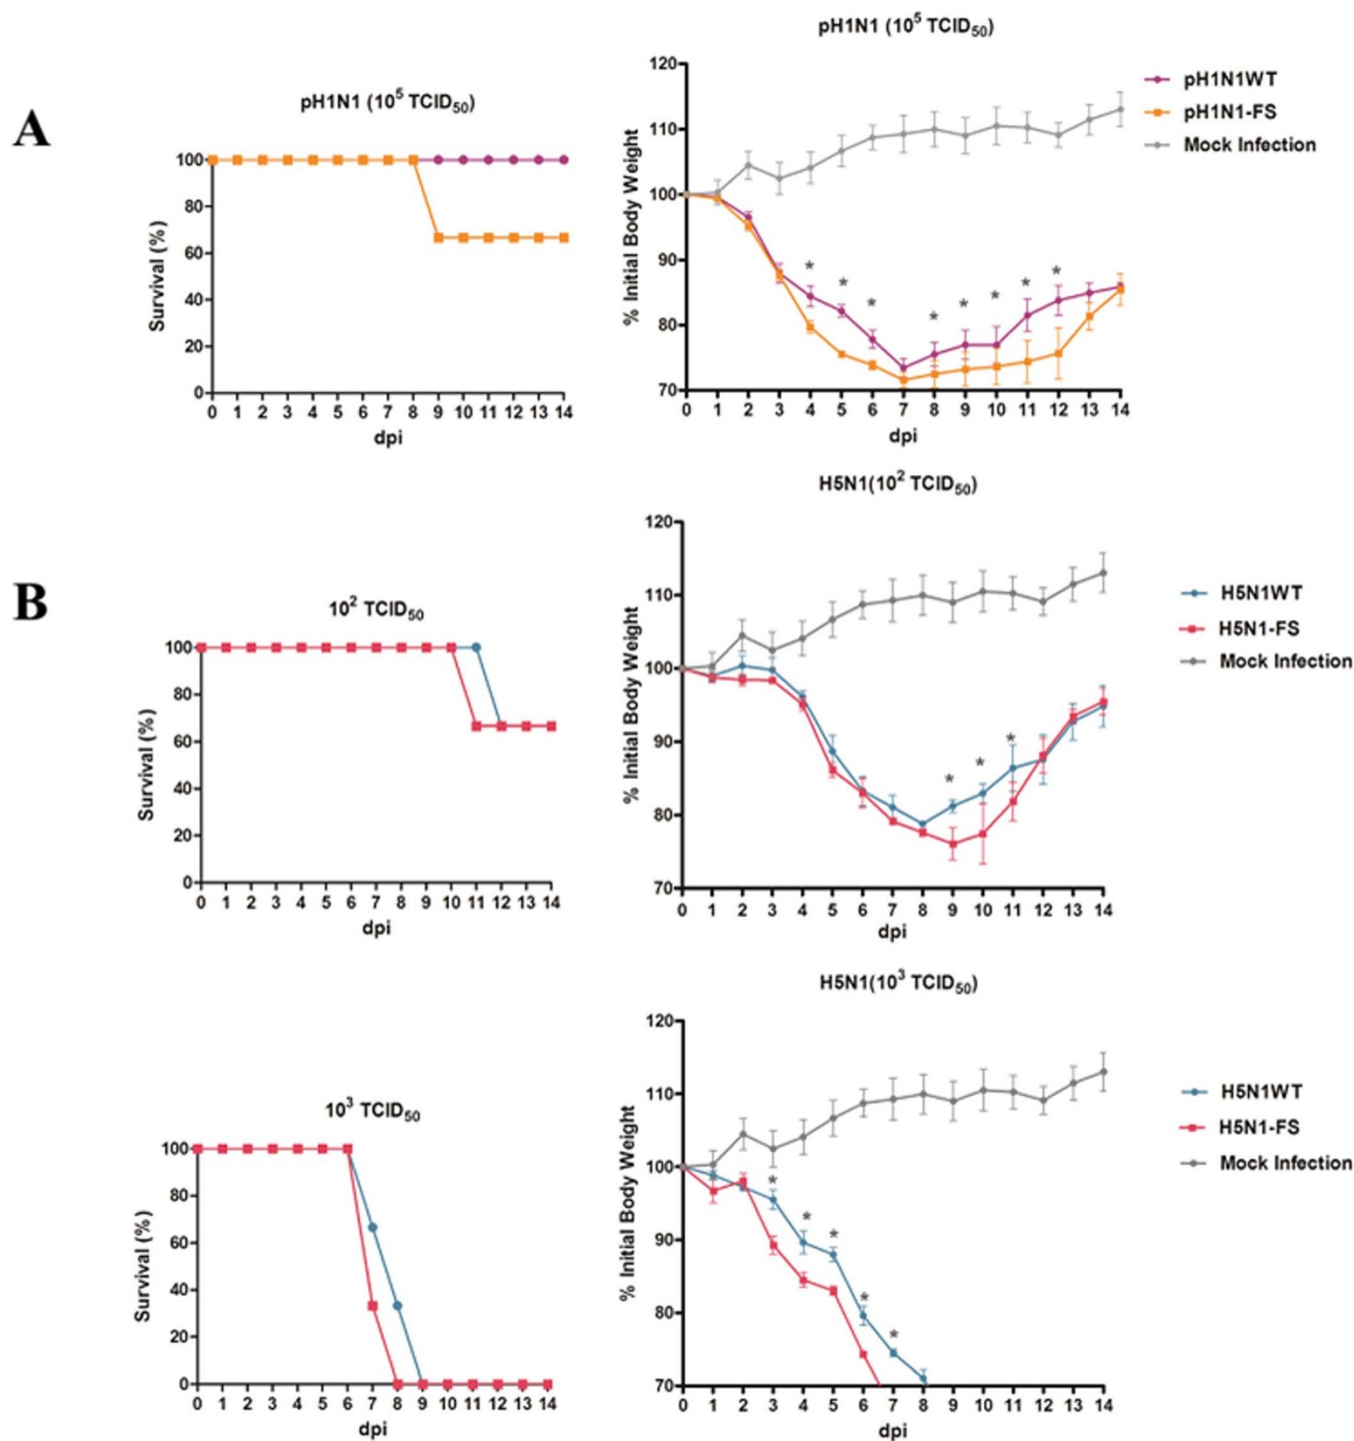 A
pH1N1 (10⁵ TCID₅₀)
Survival (%)
100
80
60
40
20
0
0 1 2 3 4 5 6 7 8 9 10 11 12 13 14
dpi
pH1N1 (10⁵ TCID₅₀)
% Initial Body Weight
120
110
100
90
80
70
* * * * * * * *
0 1 2 3 4 5 6 7 8 9 10 11 12 13 14
dpi
pH1N1WT
pH1N1-FS
Mock Infection
B
10² TCID₅₀
Survival (%)
100
80
60
40
20
0
0 1 2 3 4 5 6 7 8 9 10 11 12 13 14
dpi
H5N1(10² TCID₅₀)
% Initial Body Weight
120
110
100
90
80
70
* * *
0 1 2 3 4 5 6 7 8 9 10 11 12 13 14
dpi
H5N1WT
H5N1-FS
Mock Infection
10³ TCID₅₀
Survival (%)
100
80
60
40
20
0
0 1 2 3 4 5 6 7 8 9 10 11 12 13 14
dpi
H5N1(10³ TCID₅₀)
% Initial Body Weight
120
110
100
90
80
70
* * * * *
0 1 2 3 4 5 6 7 8 9 10 11 12 13 14
dpi
H5N1WT
H5N1-FS
Mock Infection